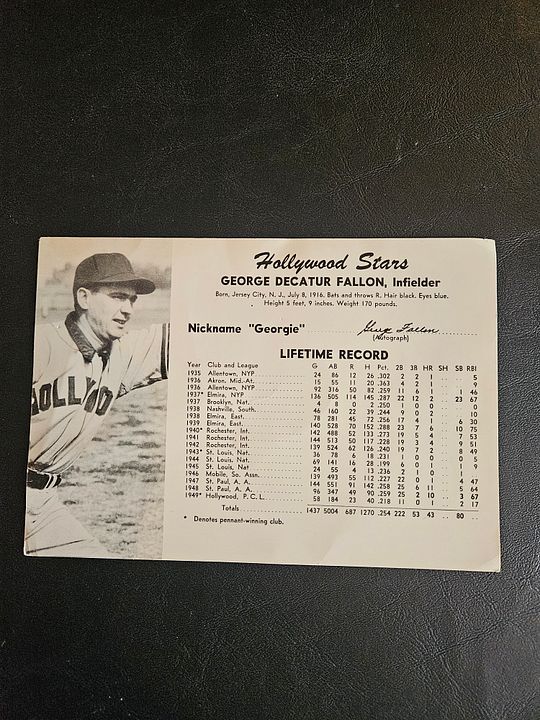 Hollywood Stars
GEORGE DECATUR FALLON, Infielder
Born, Jersey City, N. J., July 8, 1916. Bats and throws R. Hair black. Eyes blue.
Height 5 feet, 9 inches. Weight 170 pounds.
Nickname "Georgie" George Fallon
(Autograph)
LIFETIME RECORD
Year Club and League G AB R H Pct. 2B 3B HR SH SB RBI
1935 Allentown, NYP 24 86 12 26 .302 2 2 1 .. .. 5
1936 Akron, Mid.-At. 15 55 11 20 .363 4 2 1 .. .. 9
1936 Allentown, NYP 92 316 50 82 .259 11 6 1 .. 1 46
1937* Elmira, NYP 136 505 114 145 .287 22 12 2 .. 23 67
1937 Brooklyn, Nat. 4 8 0 2 .250 1 0 0 .. .. 0
1938 Nashville, South. 46 160 22 39 .244 9 0 2 .. .. 10
1938 Elmira, East. 78 281 45 72 .256 17 4 1 .. 6 30
1939 Elmira, East. 140 528 70 152 .288 23 7 6 .. 10 75
1940* Rochester, Int. 142 488 52 133 .273 19 5 4 .. 7 53
1941 Rochester, Int. 144 513 50 117 .228 19 3 4 .. 9 51
1942 Rochester, Int. 139 524 62 126 .240 19 7 2 .. 8 49
1943* St. Louis, Nat. 36 78 6 18 .231 1 0 0 .. 0 5
1944 St. Louis, Nat. 69 141 16 28 .199 6 0 1 .. 1 9
1945 St. Louis, Nat. 24 55 4 13 .236 2 1 0 .. 1
1946 Mobile, So. Assn. 139 493 55 112 .227 22 0 1 .. 4 47
1947 St. Paul, A. A. 144 551 91 142 .258 25 6 11 .. 5 64
1948 St. Paul, A. A. 96 347 49 90 .259 25 2 10 .. 3 67
1949* Hollywood, P.C.L. 58 184 23 40 .218 11 0 1 .. 2 17
Totals 1437 5004 687 1270 .254 222 53 43 .. 80 ..
* Denotes pennant-winning club.
HOLLYWO